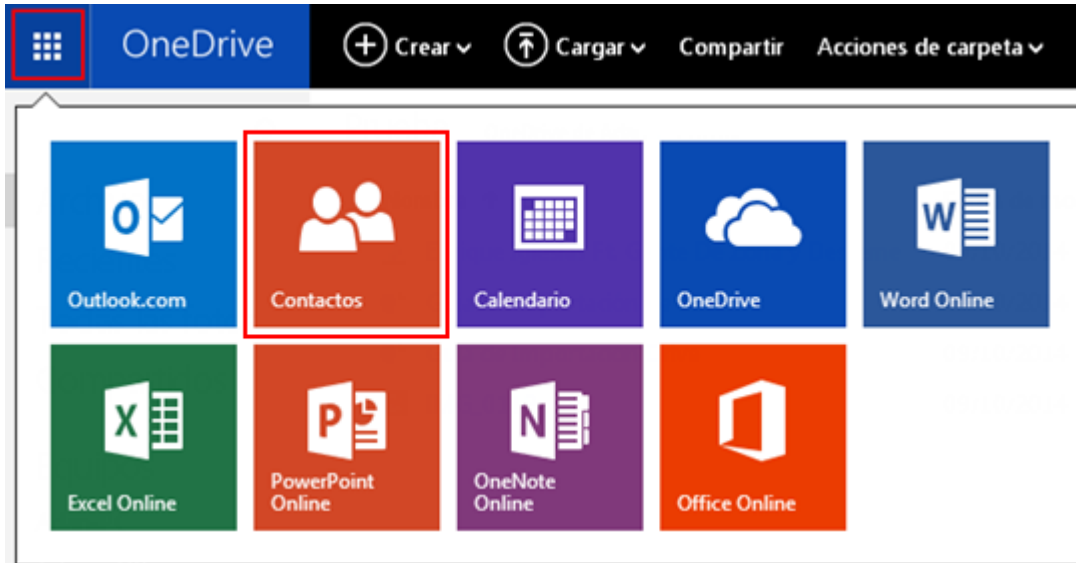 OneDrive Crear Cargar Compartir Acciones de carpeta
Outlook.com Contactos Calendario OneDrive Word Online
Excel Online
PowerPoint
Online
OneNote
Online
Office Online